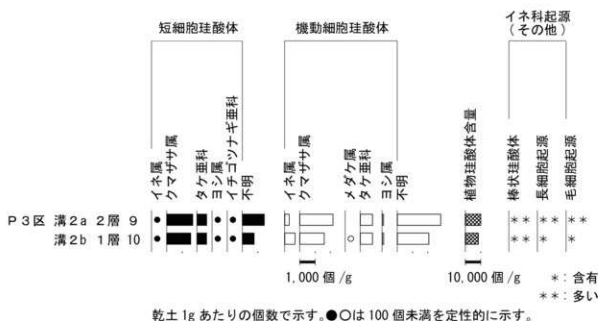 イネ科起源
(その他)
短細胞珪酸体
機動細胞珪酸体
イネ属
クマザサ属
タケ亜科
ヨシ属
イチゴツナギ亜科
不明
イネ属
クマザサ属
メダケ属
タケ亜科
ヨシ属
不明
植物珪酸体含量
棒状珪酸体
長細胞起源
毛細胞起源
P3区 溝2a 2層 9 ** ** **
溝2b 1層 10 ** * *
1,000 個 /g
10,000 個 /g
*: 含有
**: 多い
乾土 1g あたりの個数で示す。●○は 100 個未満を定性的に示す。